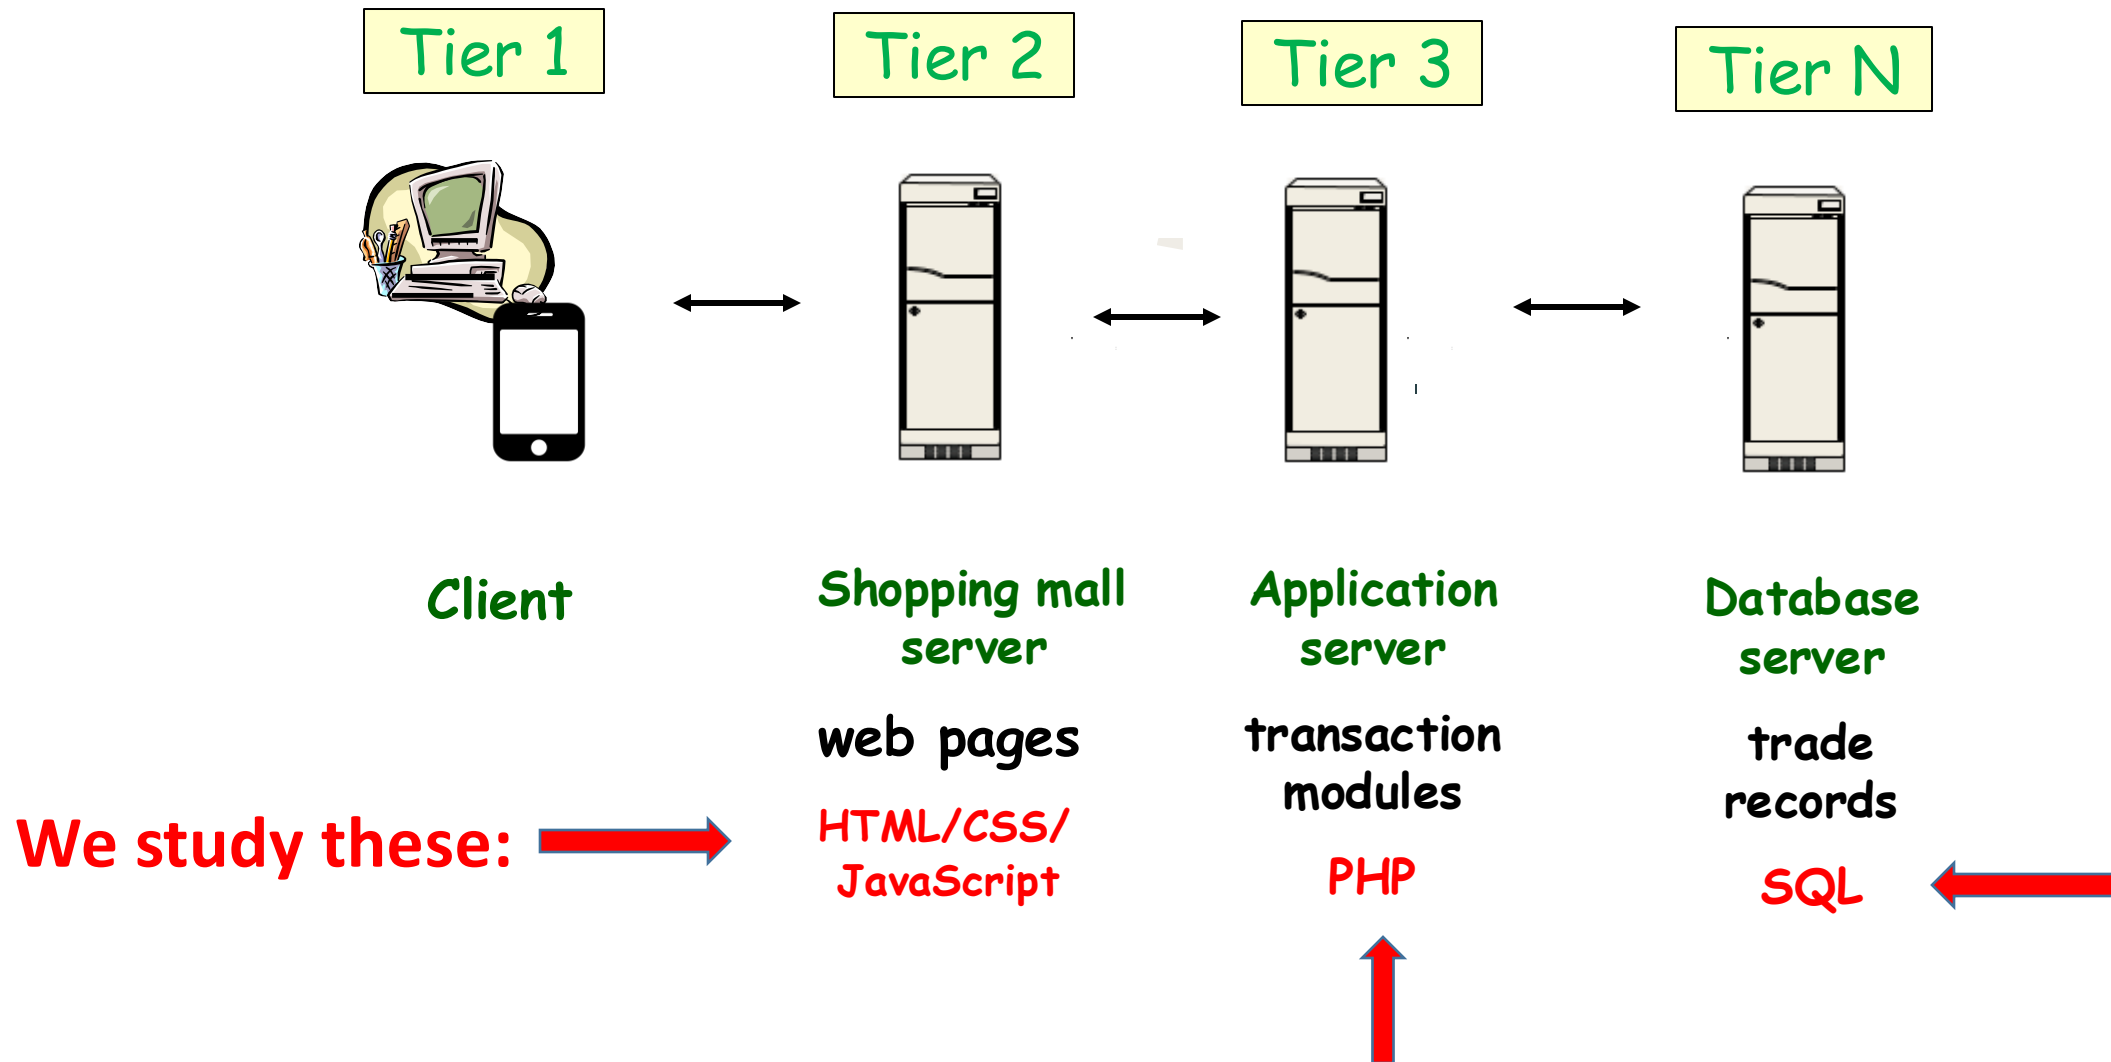 Tier 1
Tier 2
Tier 3
Tier N
Client
Shopping mall
server
Application
server
Database
server
web pages
transaction
modules
trade
records
We study these:
HTML/CSS/
JavaScript
PHP
SQL